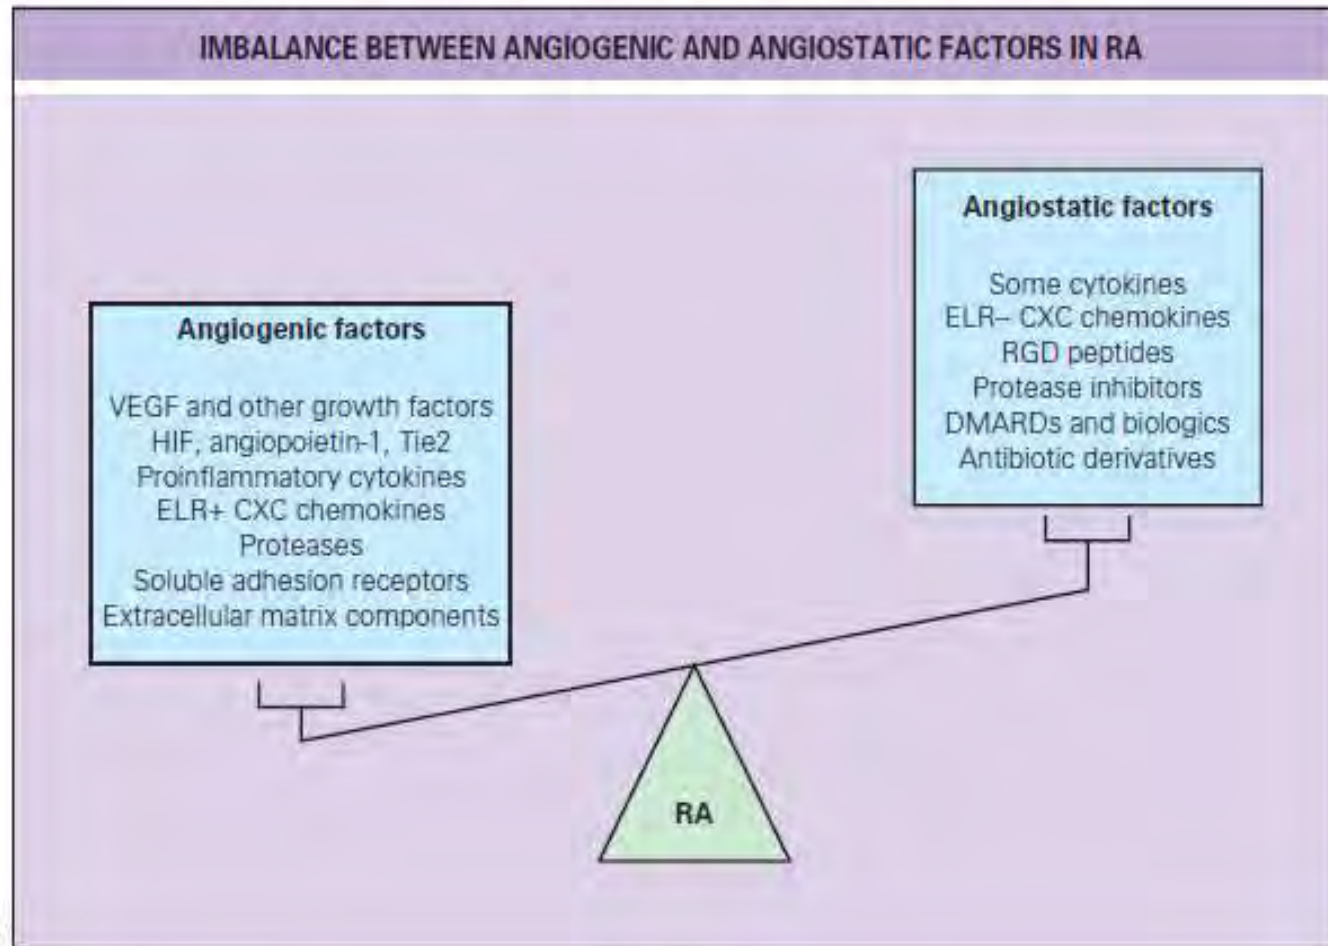 IMBALANCE BETWEEN ANGIOGENIC AND ANGIOSTATIC FACTORS IN RA
Angiogenic factors
VEGF and other growth factors
HIF, angiopoietin-1, Tie2
Proinflammatory cytokines
ELR+ CXC chemokines
Proteases
Soluble adhesion receptors
Extracellular matrix components
Angiostatic factors
Some cytokines
ELR– CXC chemokines
RGD peptides
Protease inhibitors
DMARDs and biologics
Antibiotic derivatives
RA